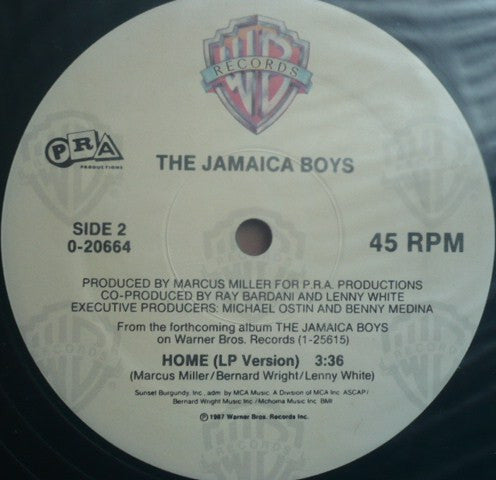 WB
RECORDS
PRA
PRODUCTIONS
THE JAMAICA BOYS
SIDE 2
0-20664
45 RPM
PRODUCED BY MARCUS MILLER FOR P.R.A. PRODUCTIONS
CO-PRODUCED BY RAY BARDANI AND LENNY WHITE
EXECUTIVE PRODUCERS: MICHAEL OSTIN AND BENNY MEDINA
From the forthcoming album THE JAMAICA BOYS
on Warner Bros. Records (1-25615)
HOME (LP Version) 3:36
(Marcus Miller/Bernard Wright/Lenny White)
Sunset Burgundy, Inc., adm. by MCA Music, A Division of MCA Inc. ASCAP/
Bernard Wright Music Inc./Mchoma Music Inc. BMI
℗ © 1987 Warner Bros. Records Inc.